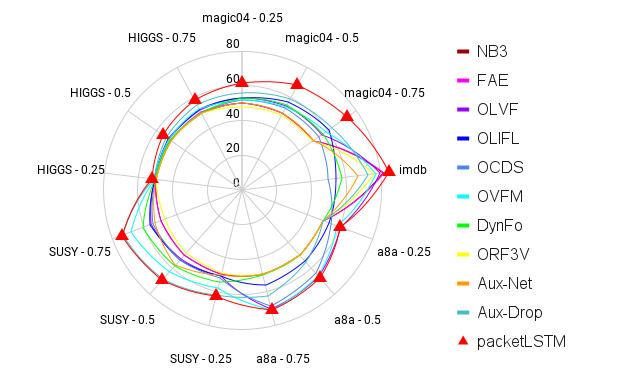 magic04 - 0.25
HIGGS - 0.75
magic04 - 0.5
80
NB3
60
FAE
HIGGS - 0.5
magic04 - 0.75
40
OLVF
OLIFL
20
HIGGS - 0.25
imdb
OCDS
0
OVFM
DynFo
SUSY - 0.75
a8a - 0.25
ORF3V
Aux-Net
SUSY - 0.5
a8a - 0.5
Aux-Drop
packetLSTM
SUSY - 0.25
a8a - 0.75